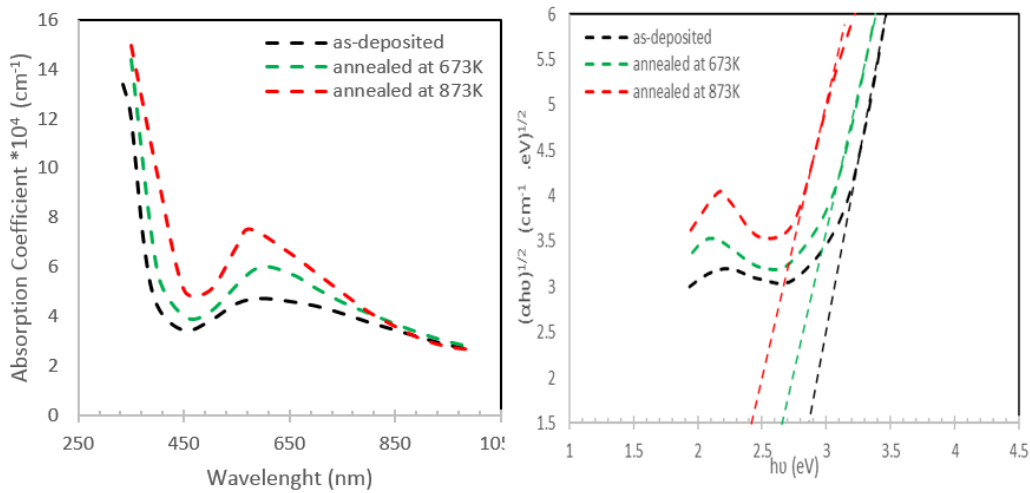 16
14
12
10
8
6
4
2
0
Absorption Coefficient *10⁴ (cm⁻¹)
as-deposited
annealed at 673K
annealed at 873K
250 450 650 850 105
Wavelenght (nm)
6
5.5
5
4.5
4
3.5
3
2.5
2
1.5
(αhυ)¹/² (cm⁻¹ .eV)¹/²
as-deposited
annealed at 673K
annealed at 873K
1 1.5 2 2.5 3 3.5 4 4.5
hυ (eV)